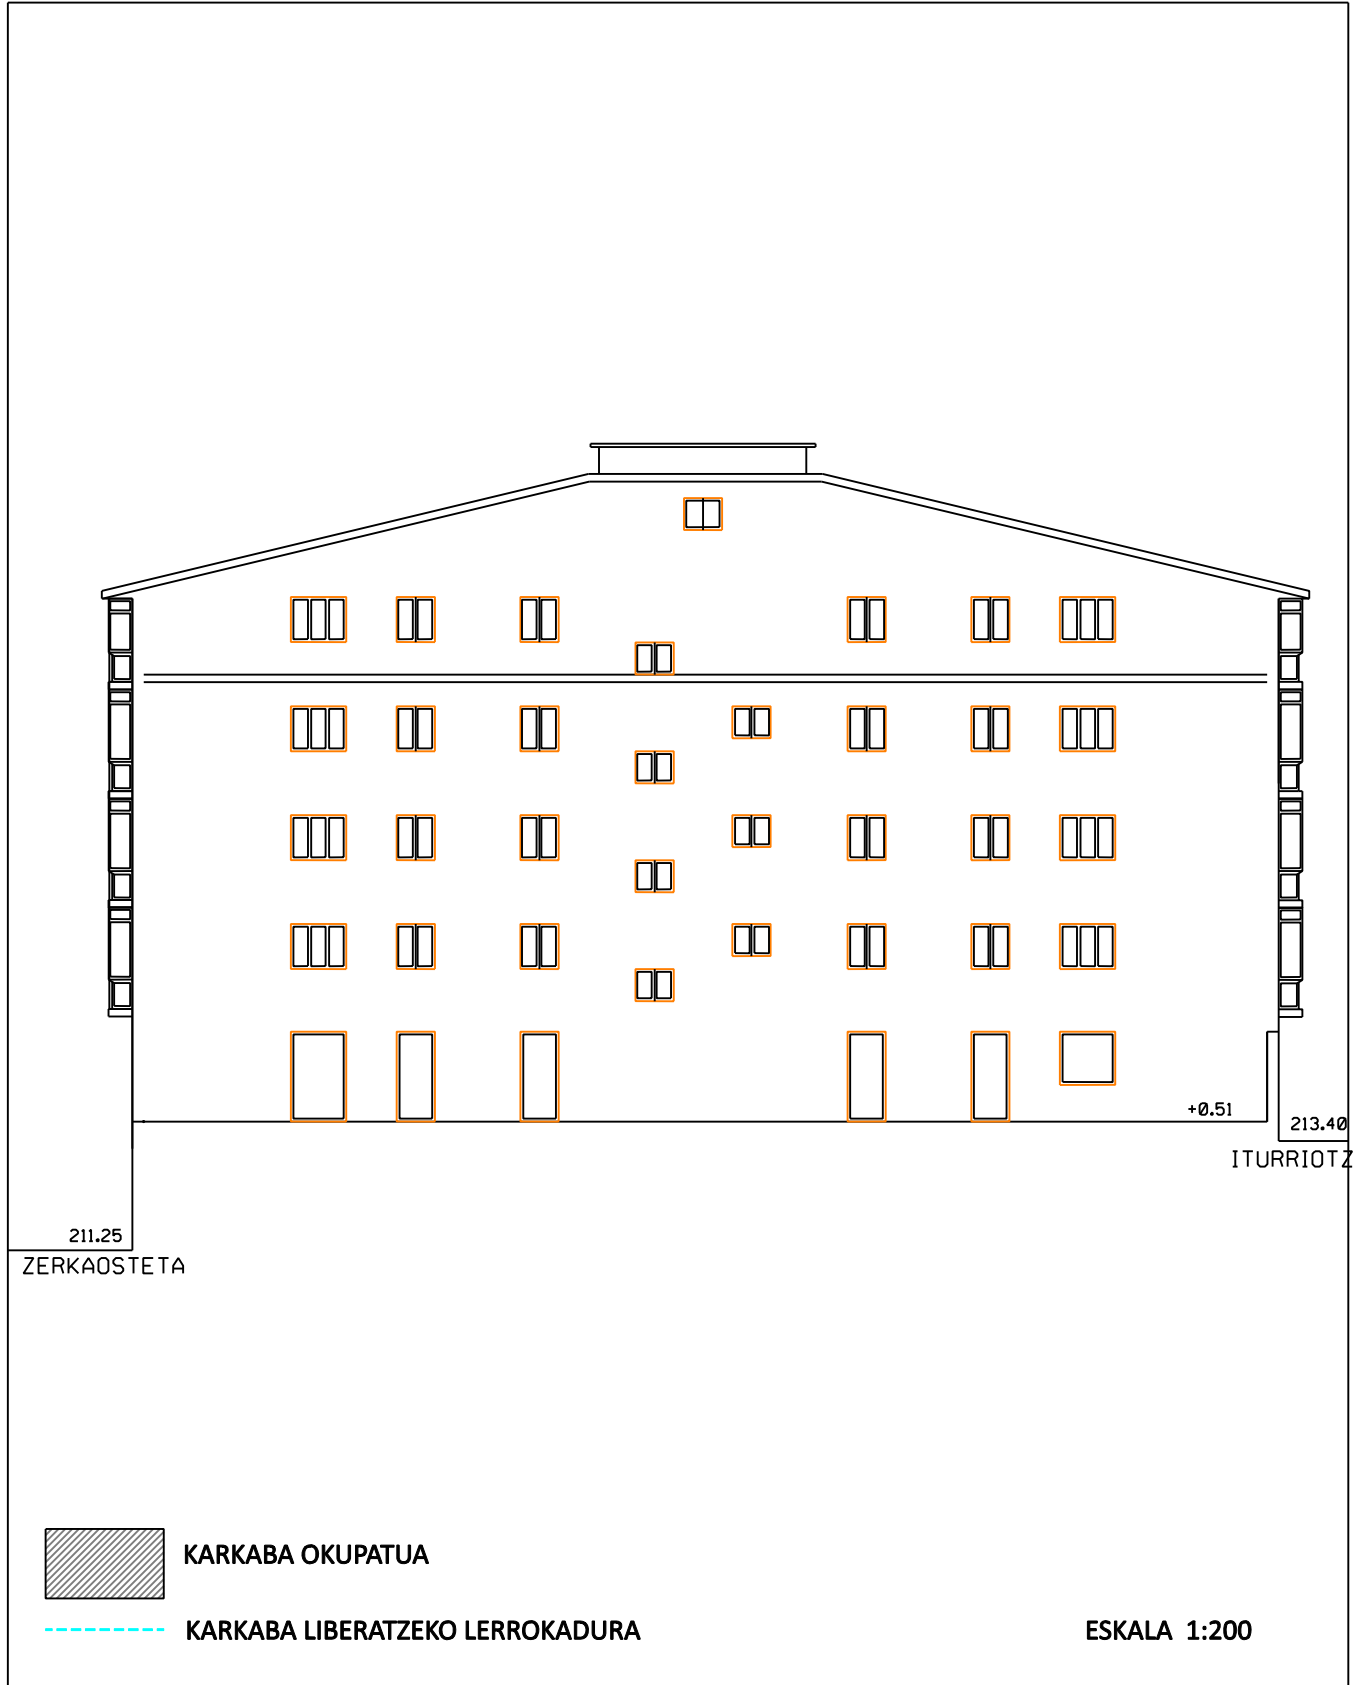 +0.51
213.40
ITURRIOTZ
211.25
ZERKAOSTETA
KARKABA OKUPATUA
KARKABA LIBERATZEKO LERROKADURA
ESKALA 1:200